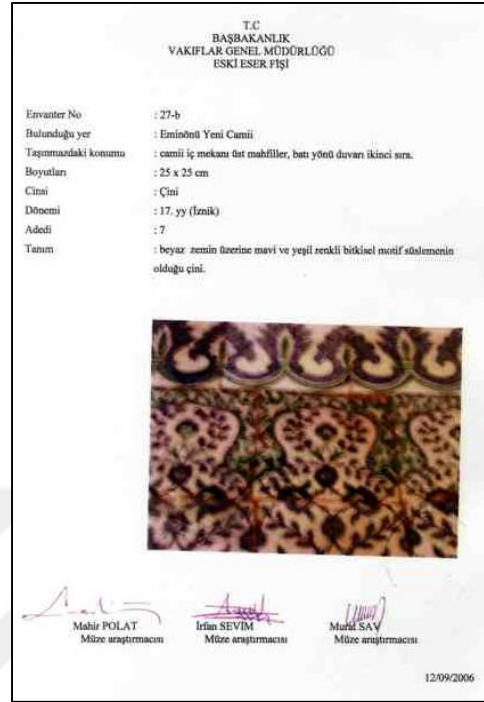 T.C
BAŞBAKANLIK
VAKIFLAR GENEL MÜDÜRLÜĞÜ
ESKİ ESER FİŞİ
Envanter No : 27-b
Bulunduğu yer : Eminönü Yeni Camii
Taşınmazdaki konumu : camii iç mekanı üst mahfiller, batı yönü duvarı ikinci sıra.
Boyutları : 25 x 25 cm
Cinsi : Çini
Dönemi : 17. yy (İznik)
Adedi : 7
Tanım : beyaz zemin üzerine mavi ve yeşil renkli bitkisel motif süslemenin
olduğu çini.
Mahir POLAT İrfan SEVİM Murat SAV
Müze araştırmacısı Müze araştırmacısı Müze araştırmacısı
12/09/2006